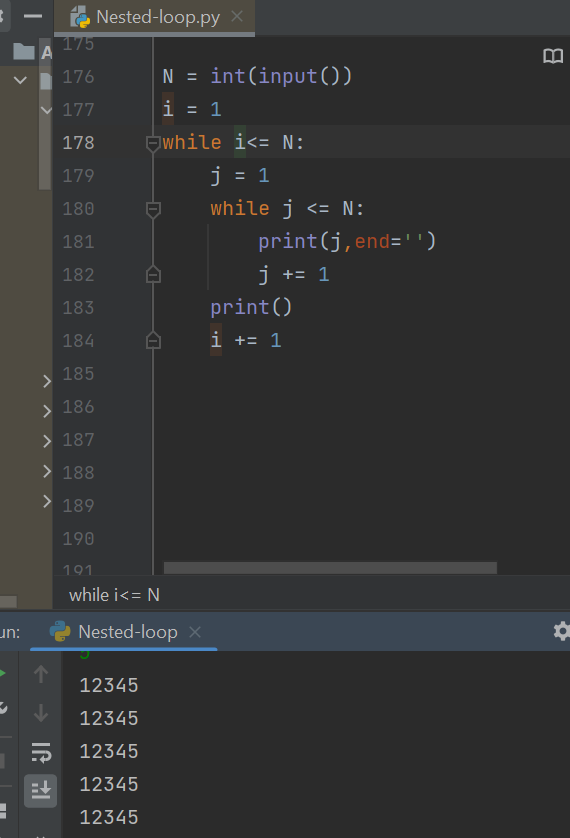 Nested-loop.py
A
175
176 N = int(input())
177 i = 1
178 while i<= N:
179 j = 1
180 while j <= N:
181 print(j,end='')
182 j += 1
183 print()
184 i += 1
185
186
187
188
189
190
191
while i<= N
un: Nested-loop
5
12345
12345
12345
12345
12345